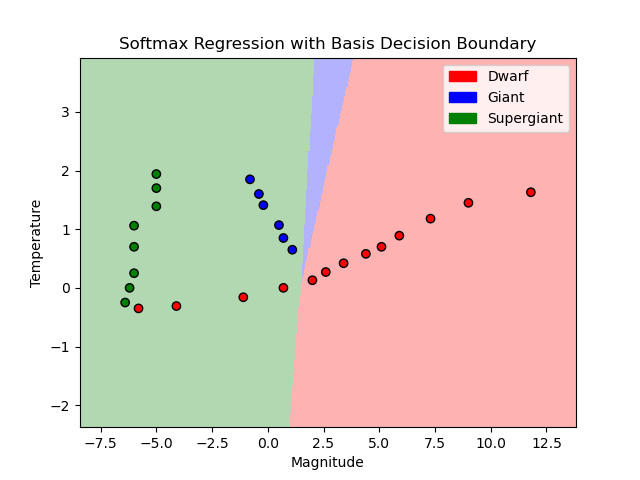 Softmax Regression with Basis Decision Boundary
Dwarf
Giant
Supergiant
Temperature
3
2
1
0
−1
−2
−7.5 −5.0 −2.5 0.0 2.5 5.0 7.5 10.0 12.5
Magnitude